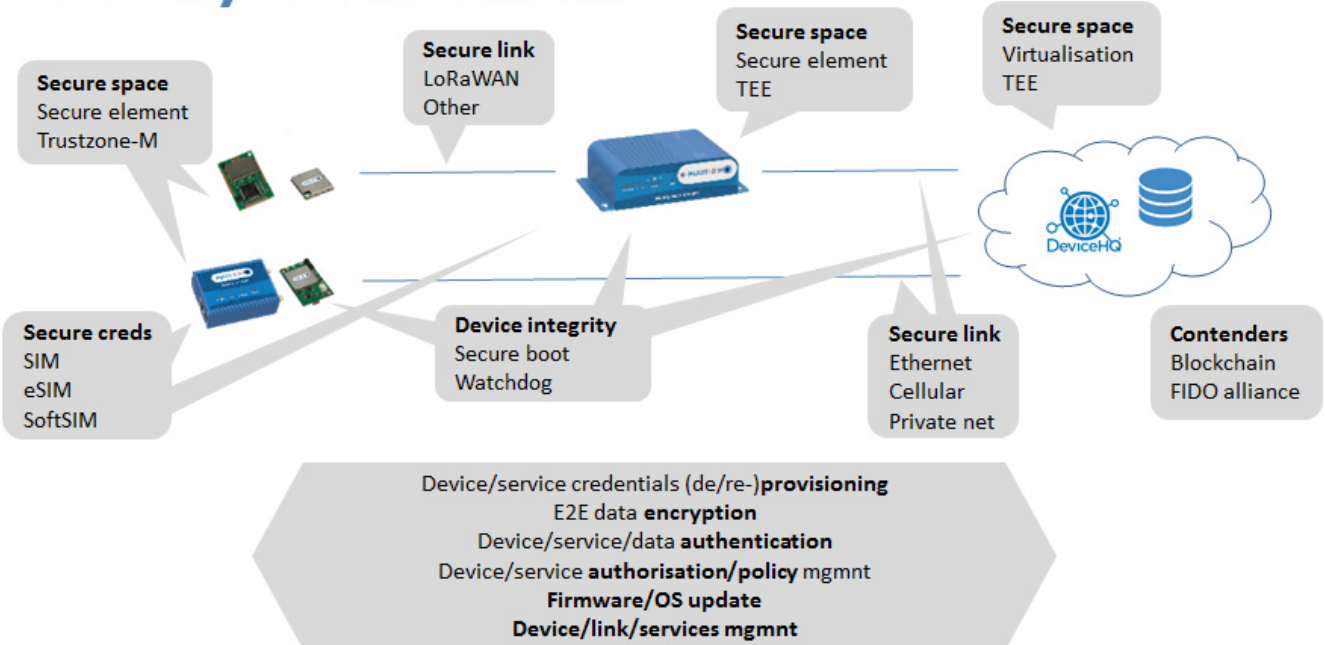 Secure space
Secure element
Trustzone-M
Secure link
LoRaWAN
Other
Secure space
Secure element
TEE
Secure space
Virtualisation
TEE
DeviceHQ
Secure creds
SIM
eSIM
SoftSIM
Device integrity
Secure boot
Watchdog
Secure link
Ethernet
Cellular
Private net
Contenders
Blockchain
FIDO alliance
Device/service credentials (de/re-)provisioning
E2E data encryption
Device/service/data authentication
Device/service authorisation/policy mgmnt
Firmware/OS update
Device/link/services mgmnt